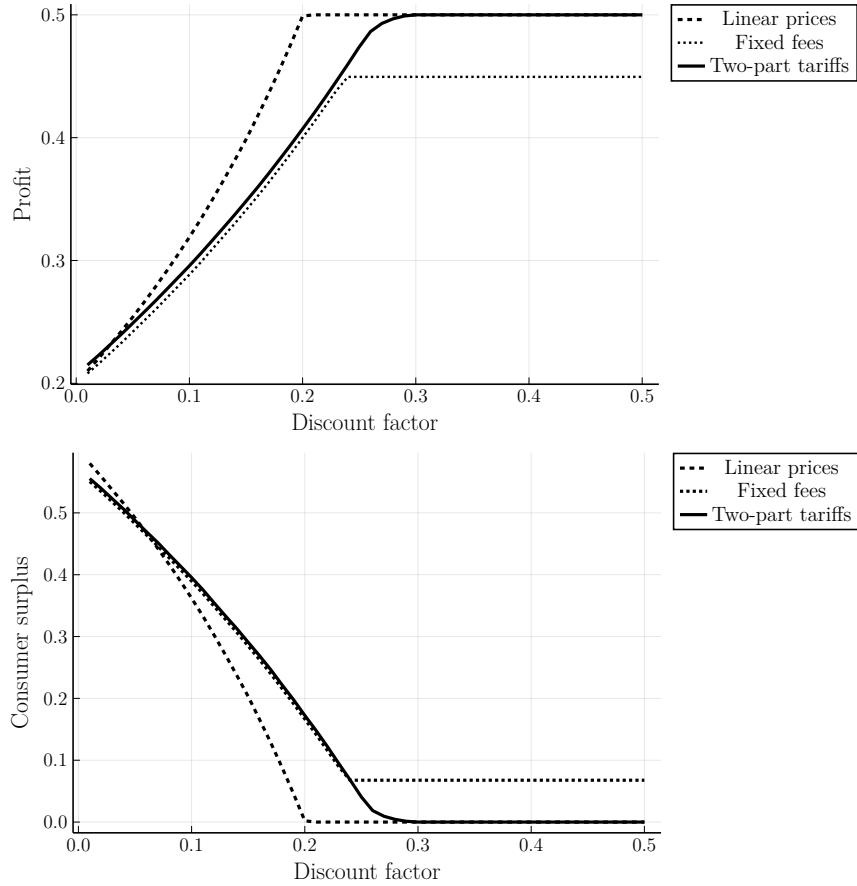 0.5
0.4
0.3
0.2
Profit
0.0
0.1
0.2
0.3
0.4
0.5
Discount factor
Linear prices
Fixed fees
Two-part tariffs
0.5
0.4
0.3
0.2
0.1
0.0
Consumer surplus
0.0
0.1
0.2
0.3
0.4
0.5
Discount factor
Linear prices
Fixed fees
Two-part tariffs